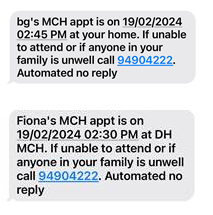 bg's MCH appt is on 19/02/2024
02:45 PM at your home. If unable
to attend or if anyone in your
family is unwell call 94904222.
Automated no reply
Fiona's MCH appt is on
19/02/2024 02:30 PM at DH
MCH. If unable to attend or if
anyone in your family is unwell
call 94904222. Automated no
reply